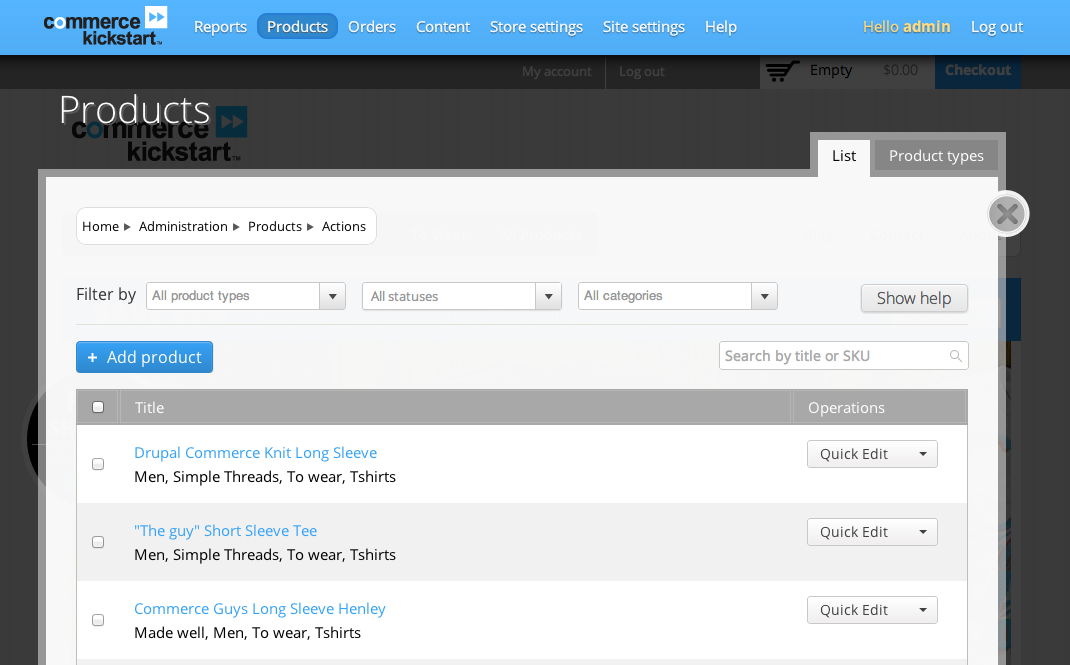 commerce kickstart™
Reports Products Orders Content Store settings Site settings Help Hello admin Log out
My account Log out Empty $0.00 Checkout
Products
commerce kickstart™
List Product types
Home Administration Products Actions
Filter by All product types All statuses All categories Show help
+ Add product Search by title or SKU
Title Operations
Drupal Commerce Knit Long Sleeve Quick Edit
Men, Simple Threads, To wear, Tshirts
"The guy" Short Sleeve Tee Quick Edit
Men, Simple Threads, To wear, Tshirts
Commerce Guys Long Sleeve Henley Quick Edit
Made well, Men, To wear, Tshirts